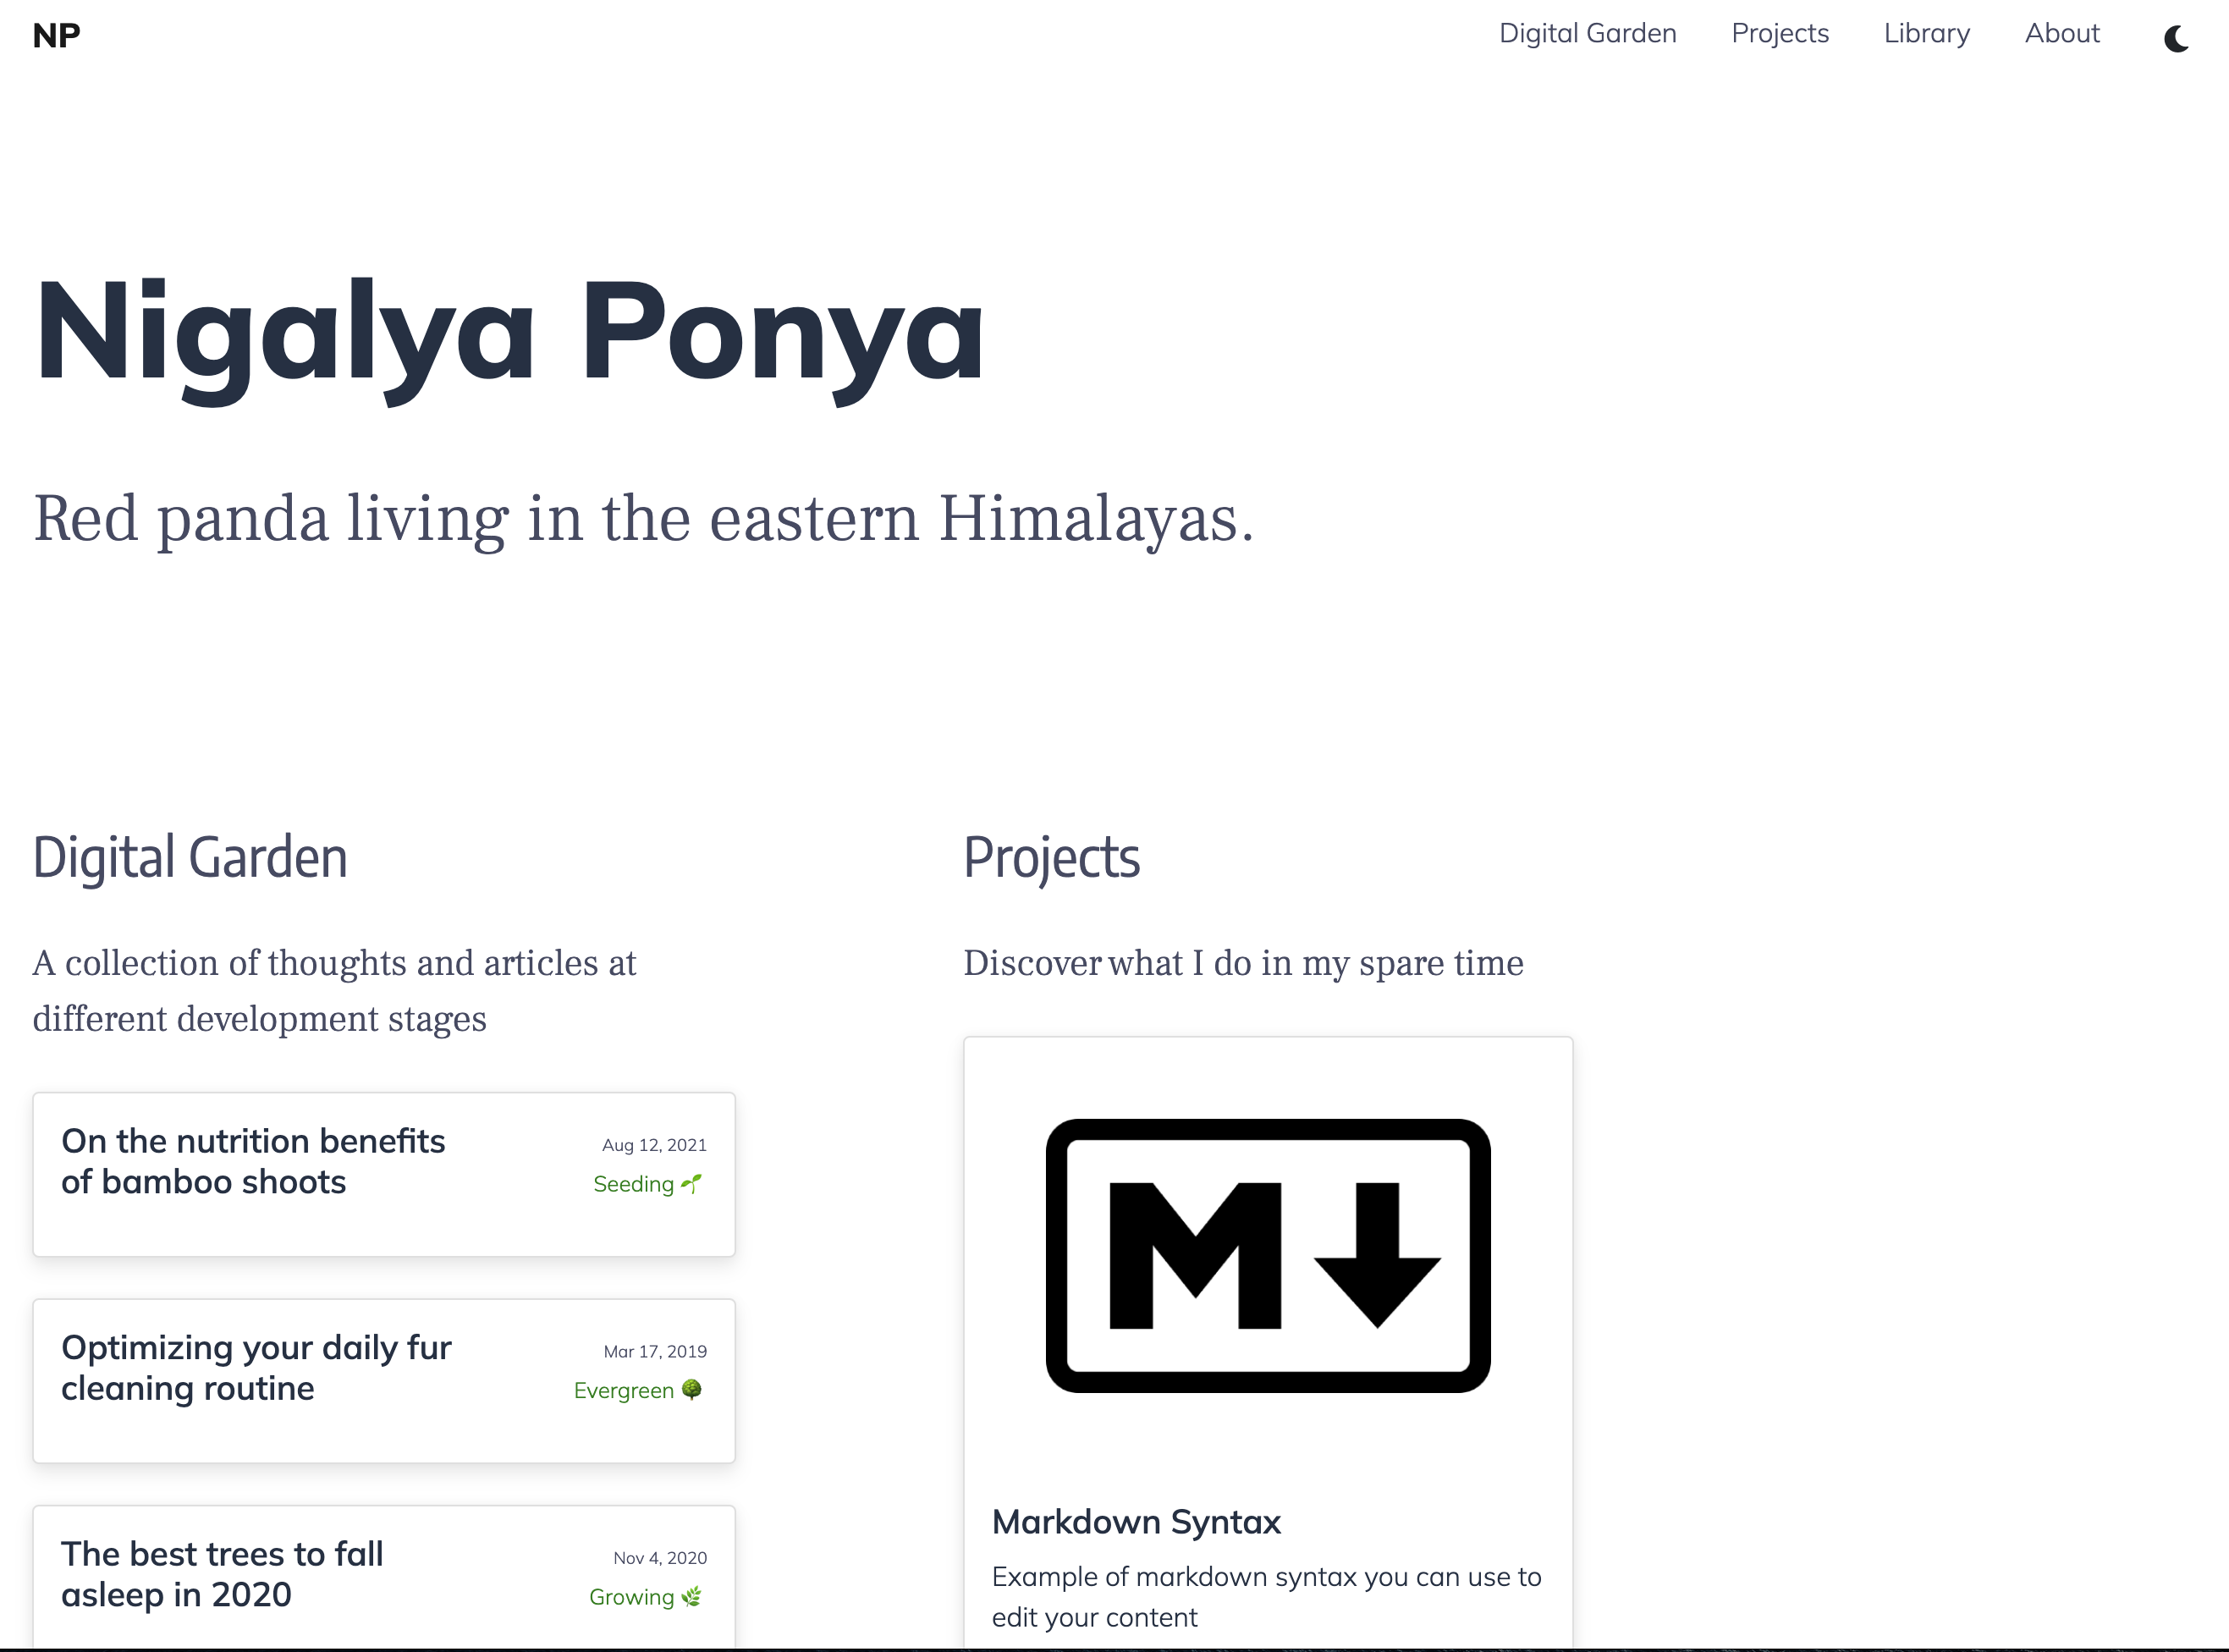 NP
Digital Garden
Projects
Library
About
Nigalya Ponya
Red panda living in the eastern Himalayas.
Digital Garden
A collection of thoughts and articles at
different development stages
On the nutrition benefits
of bamboo shoots
Aug 12, 2021
Seeding 🌱
Optimizing your daily fur
cleaning routine
Mar 17, 2019
Evergreen 🌳
The best trees to fall
asleep in 2020
Nov 4, 2020
Growing 🌿
Projects
Discover what I do in my spare time
M
Markdown Syntax
Example of markdown syntax you can use to
edit your content